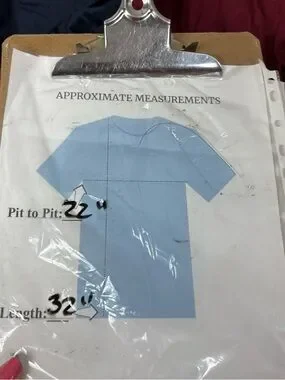 APPROXIMATE MEASUREMENTS
Pit to Pit: 22"
Length: 32"